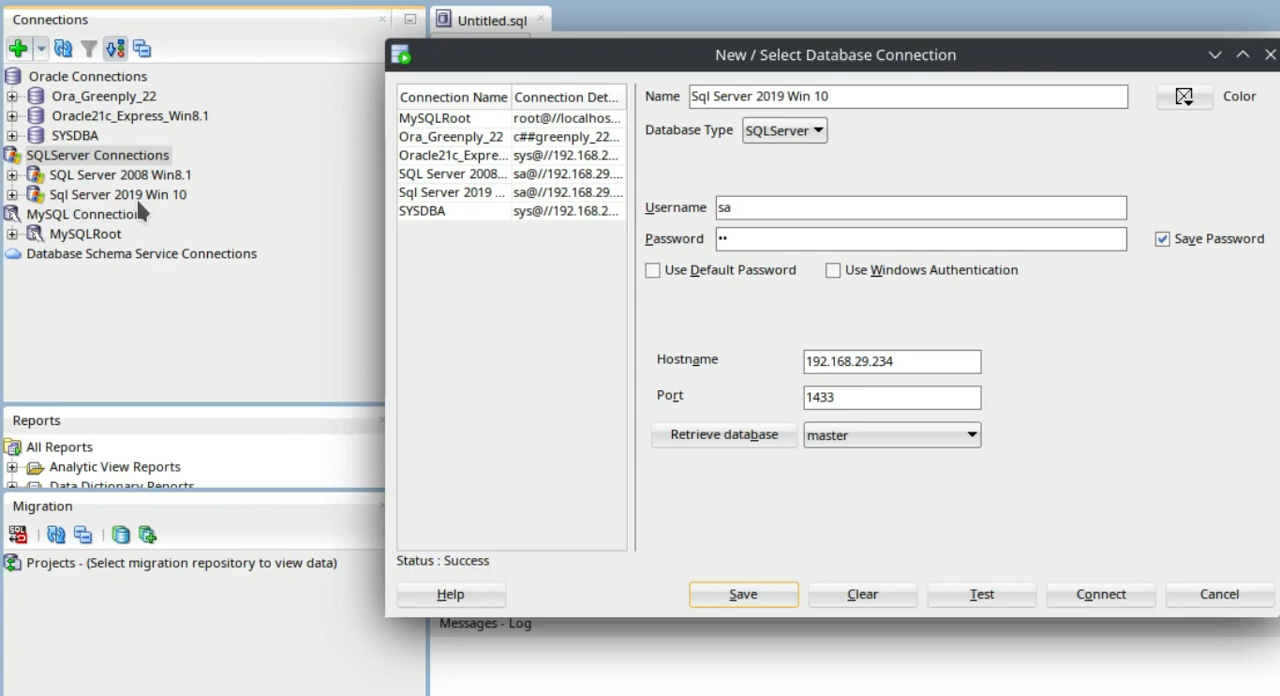 Connections
Oracle Connections
Ora_Greenply_22
Oracle21c_Express_Win8.1
SYSDBA
SQLServer Connections
SQL Server 2008 Win8.1
Sql Server 2019 Win 10
MySQL Connection
MySQLRoot
Database Schema Service Connections
Reports
All Reports
Analytic View Reports
Data Dictionary Reports
Migration
Projects - (Select migration repository to view data)
Untitled.sql
New / Select Database Connection
Connection Name Connection Det...
MySQLRoot root@//localhos...
Ora_Greenply_22 c##greenply_22...
Oracle21c_Expre... sys@//192.168.2...
SQL Server 2008... sa@//192.168.29....
Sql Server 2019 ... sa@//192.168.29....
SYSDBA sys@//192.168.2...
Name Sql Server 2019 Win 10 Color
Database Type SQLServer
Username sa
Password •• Save Password
Use Default Password Use Windows Authentication
Hostname 192.168.29.234
Port 1433
Retrieve database master
Status : Success
Help Save Clear Test Connect Cancel
Messages - Log